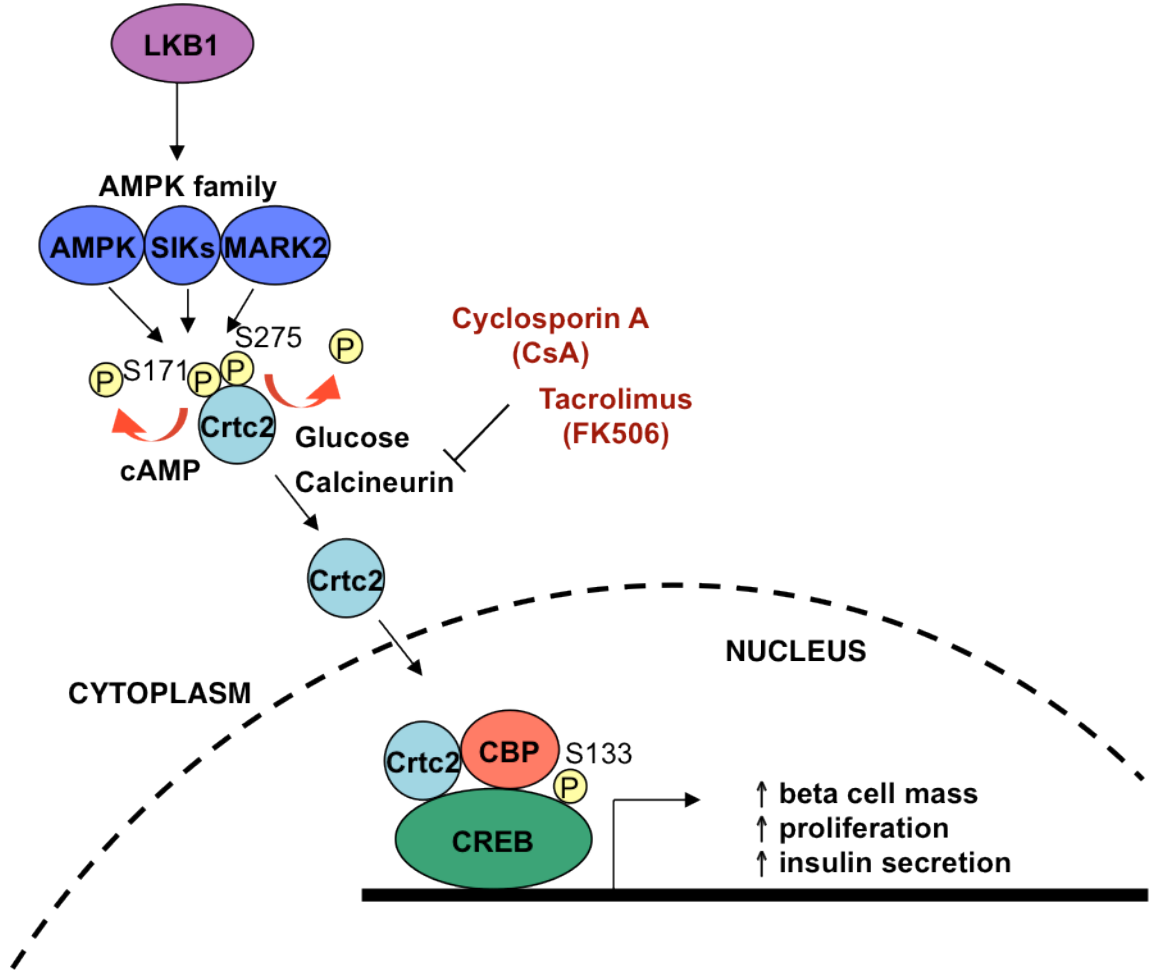 LKB1
AMPK family
AMPK SIKs MARK2
S275
P
S171
P
P
P
Crtc2
cAMP
Glucose
Calcineurin
Cyclosporin A
(CsA)
Tacrolimus
(FK506)
Crtc2
NUCLEUS
CYTOPLASM
Crtc2
CBP
S133
P
CREB
↑ beta cell mass
↑ proliferation
↑ insulin secretion